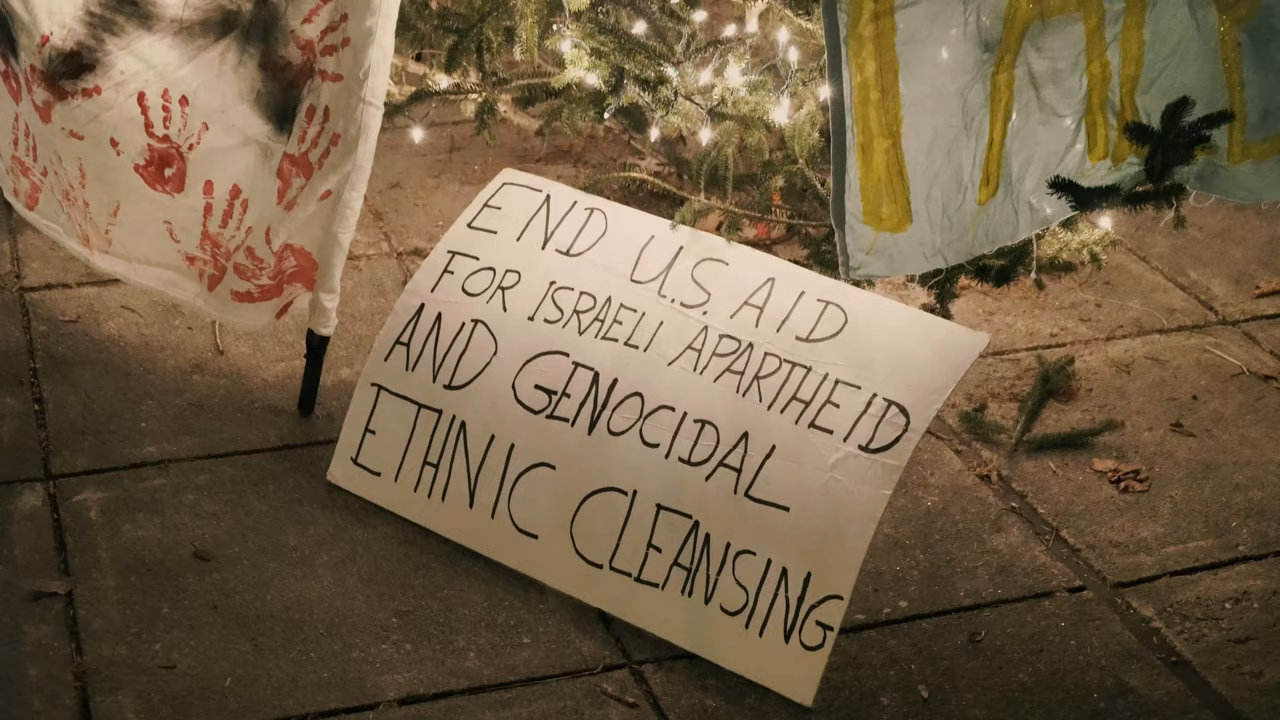 END U.S. AID
FOR ISRAELI APARTHEID
AND GENOCIDAL
ETHNIC CLEANSING